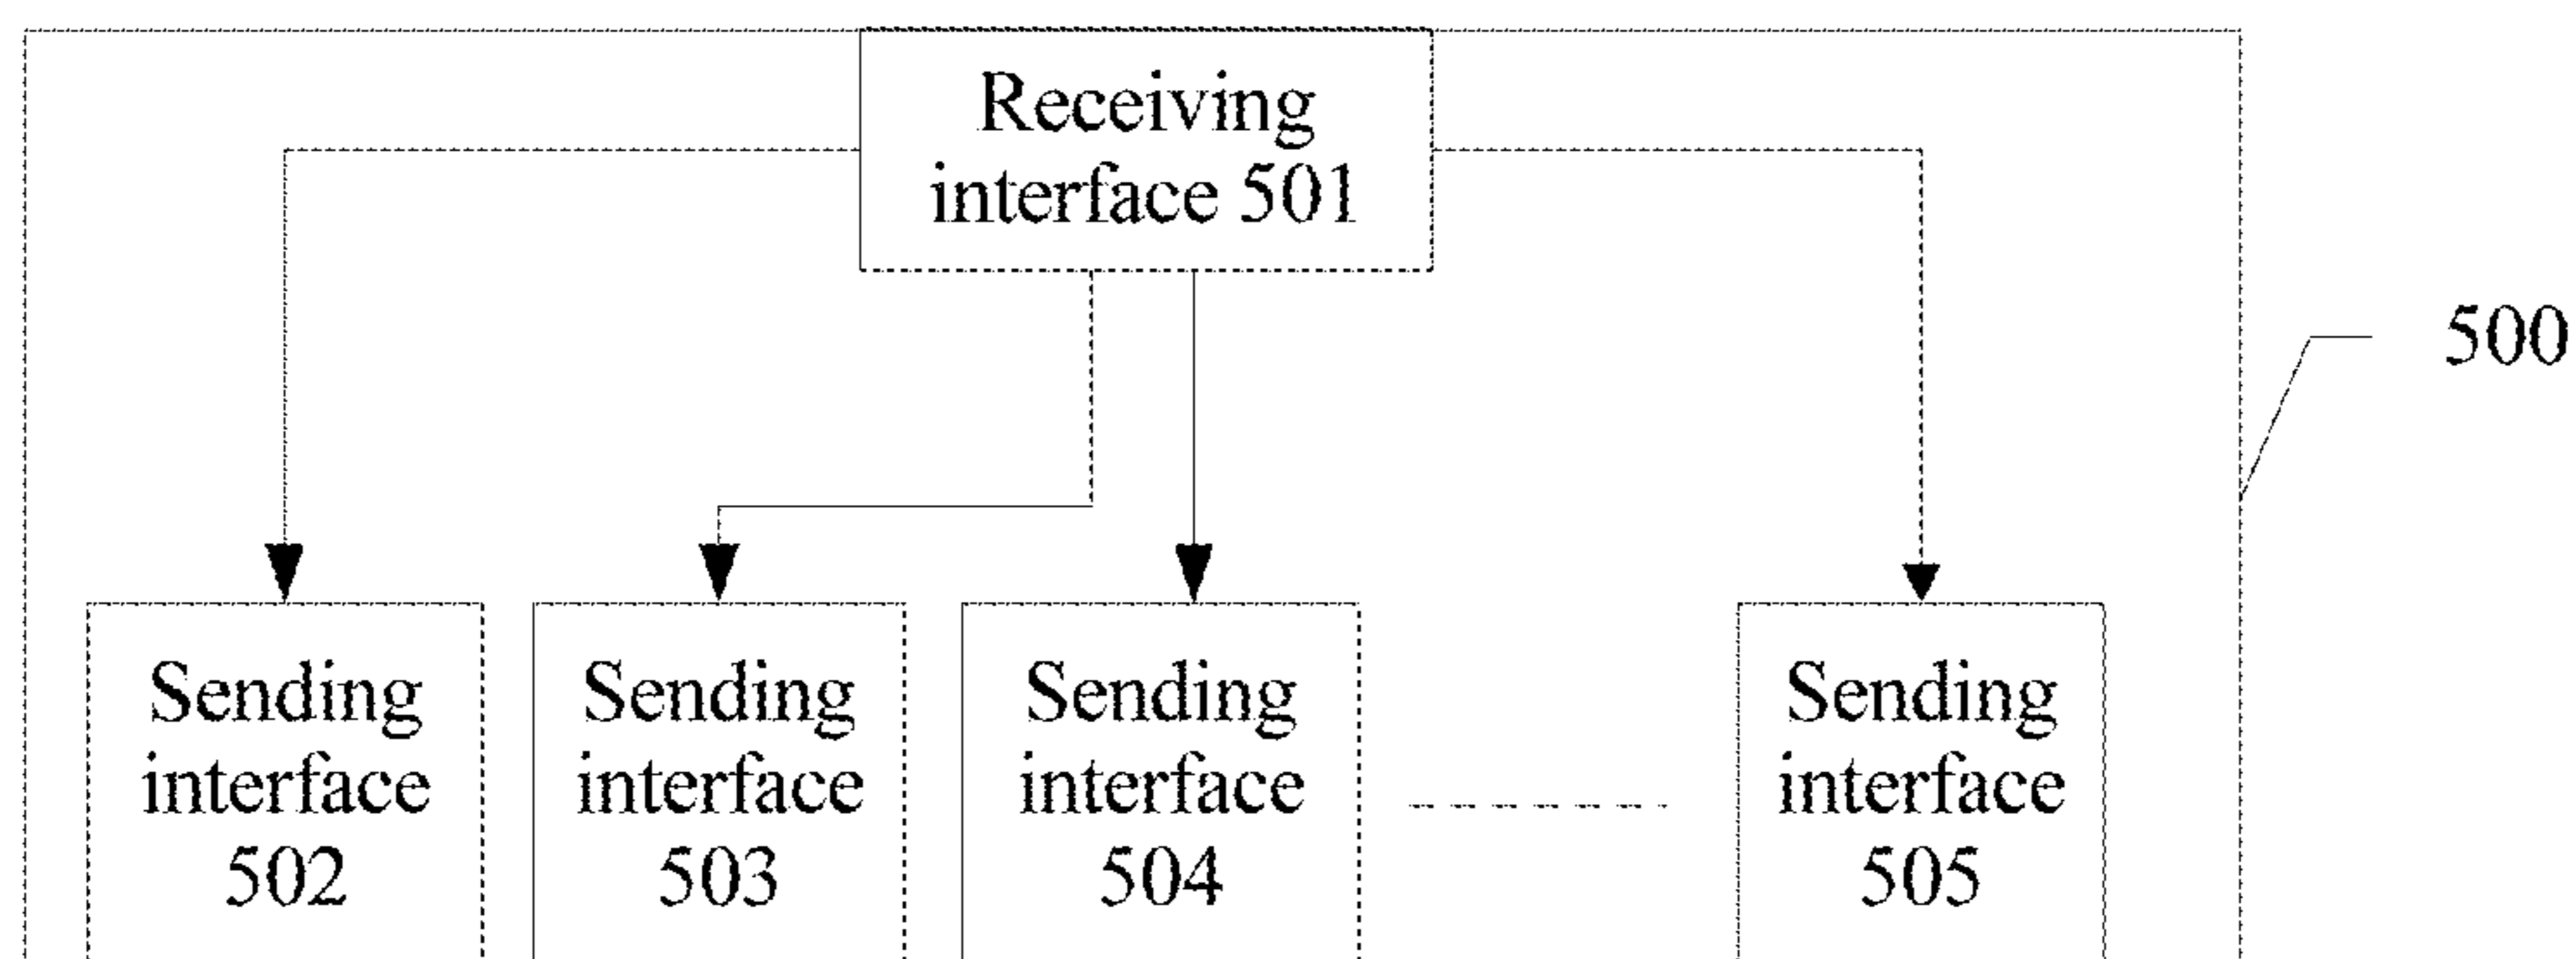 Receiving
interface 501
500
Sending
interface
502
Sending
interface
503
Sending
interface
504
Sending
interface
505